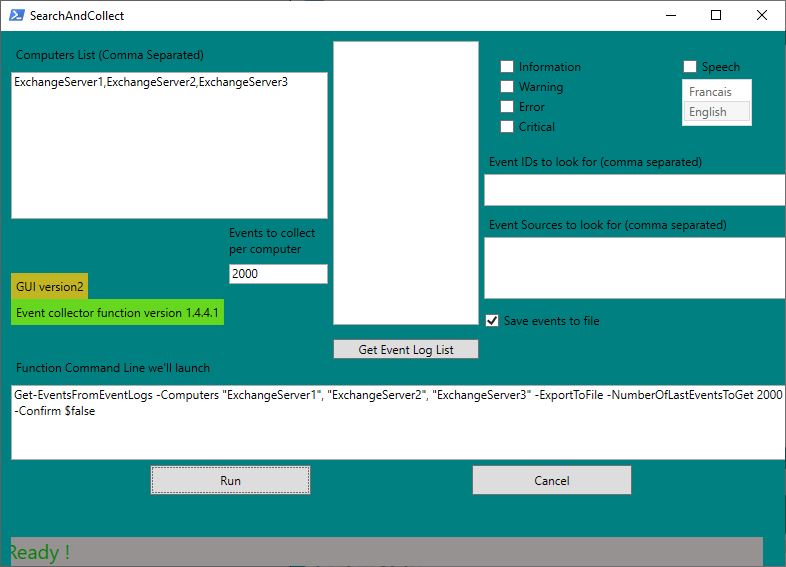 SearchAndCollect
Computers List (Comma Separated)
ExchangeServer1,ExchangeServer2,ExchangeServer3
Information
Warning
Error
Critical
Speech
Francais
English
Event IDs to look for (comma separated)
Event Sources to look for (comma separated)
Events to collect
per computer
2000
GUI version2
Event collector function version 1.4.4.1
Save events to file
Get Event Log List
Function Command Line we'll launch
Get-EventsFromEventLogs -Computers "ExchangeServer1", "ExchangeServer2", "ExchangeServer3" -ExportToFile -NumberOfLastEventsToGet 2000
-Confirm $false
Run
Cancel
Ready !